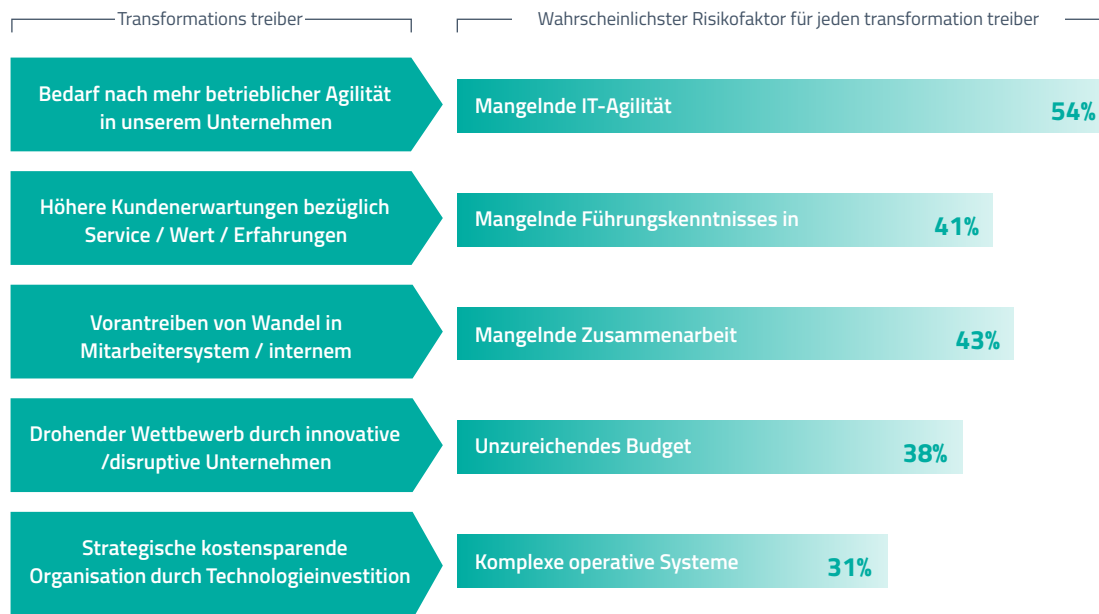 Transformations treiber
Wahrscheinlichster Risikofaktor für jeden transformation treiber
Bedarf nach mehr betrieblicher Agilität
in unserem Unternehmen
Mangelnde IT-Agilität
54%
Höhere Kundenerwartungen bezüglich
Service / Wert / Erfahrungen
Mangelnde Führungskenntnisses in
41%
Vorantreiben von Wandel in
Mitarbeitersystem / internem
Mangelnde Zusammenarbeit
43%
Drohender Wettbewerb durch innovative
/disruptive Unternehmen
Unzureichendes Budget
38%
Strategische kostensparende
Organisation durch Technologieinvestition
Komplexe operative Systeme
31%